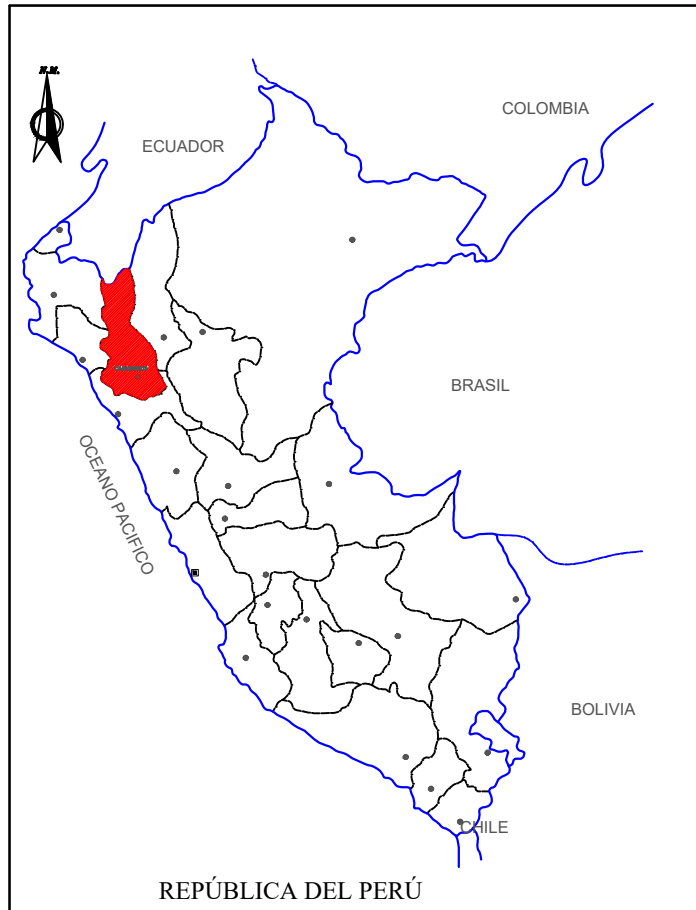 N.M.
COLOMBIA
ECUADOR
BRASIL
OCEANO PACIFICO
BOLIVIA
CHILE
REPÚBLICA DEL PERÚ